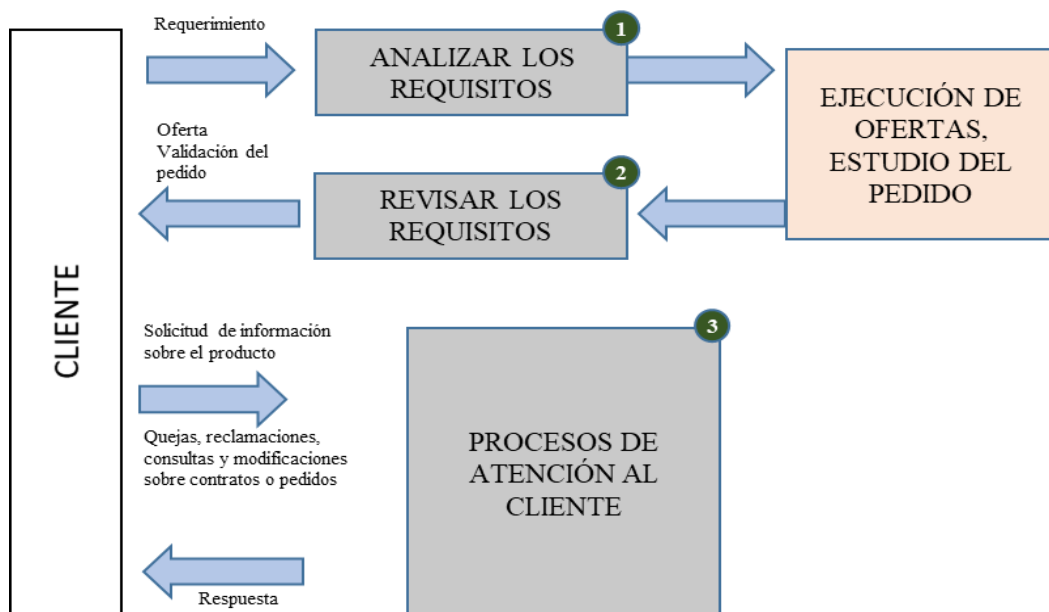 Requerimiento
1
ANALIZAR LOS
REQUISITOS
EJECUCIÓN DE
OFERTAS,
ESTUDIO DEL
PEDIDO
Oferta
Validación del
pedido
2
REVISAR LOS
REQUISITOS
CLIENTE
Solicitud de información
sobre el producto
3
Quejas, reclamaciones,
consultas y modificaciones
sobre contratos o pedidos
PROCESOS DE
ATENCIÓN AL
CLIENTE
Respuesta